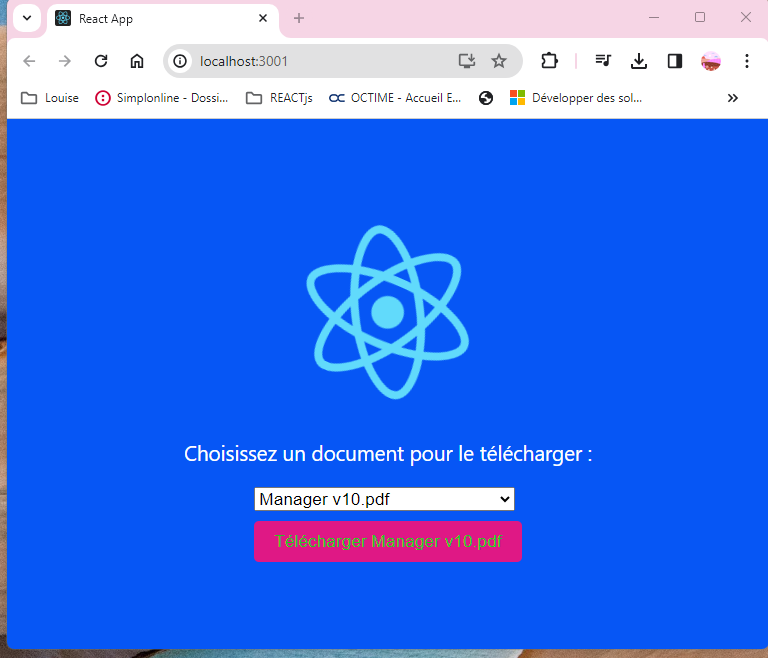 React App
localhost:3001
Louise
Simplonline - Dossi...
REACTjs
OCTIME - Accueil E...
Développer des sol...
Choisissez un document pour le télécharger :
Manager v10.pdf
Télécharger Manager v10.pdf